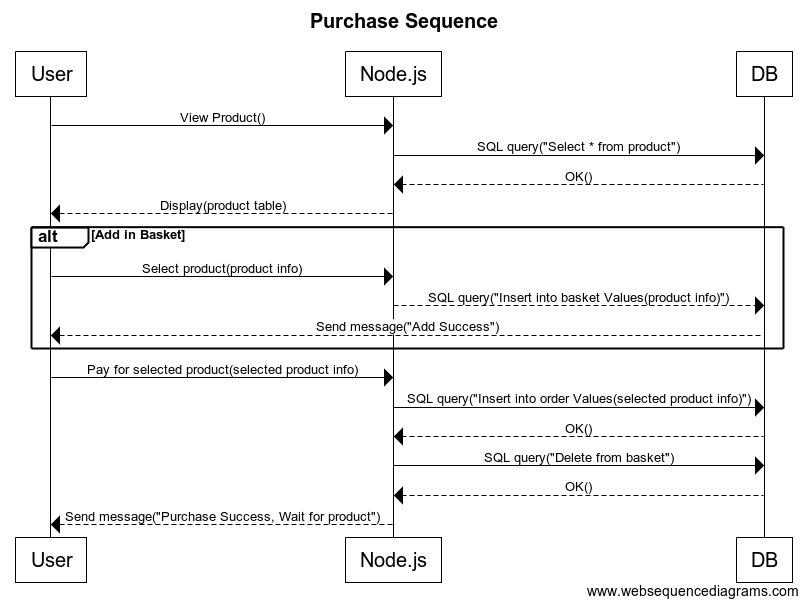 Purchase Sequence
User
Node.js
DB
View Product()
SQL query("Select * from product")
OK()
Display(product table)
alt
[Add in Basket]
Select product(product info)
SQL query("Insert into basket Values(product info)")
Send message("Add Success")
Pay for selected product(selected product info)
SQL query("Insert into order Values(selected product info)")
OK()
SQL query("Delete from basket")
OK()
Send message("Purchase Success, Wait for product")
User
Node.js
DB
www.websequencediagrams.com